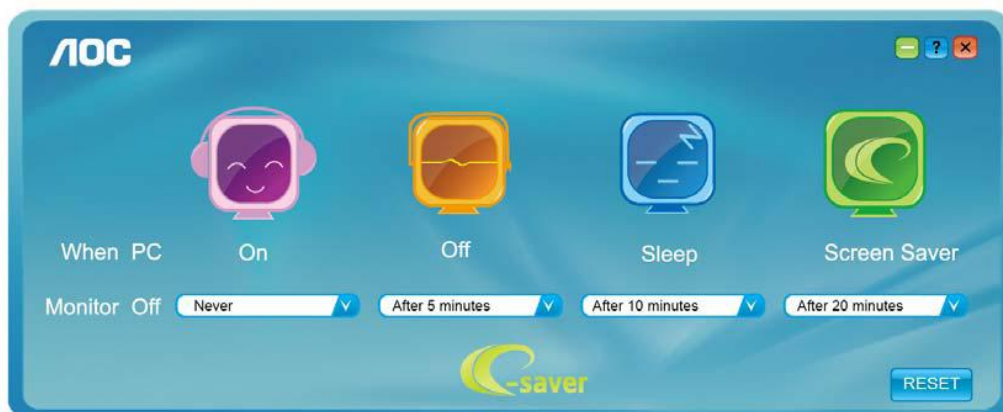 AOC
?
When PC On Off Sleep Screen Saver
Monitor Off Never After 5 minutes After 10 minutes After 20 minutes
e-saver
RESET